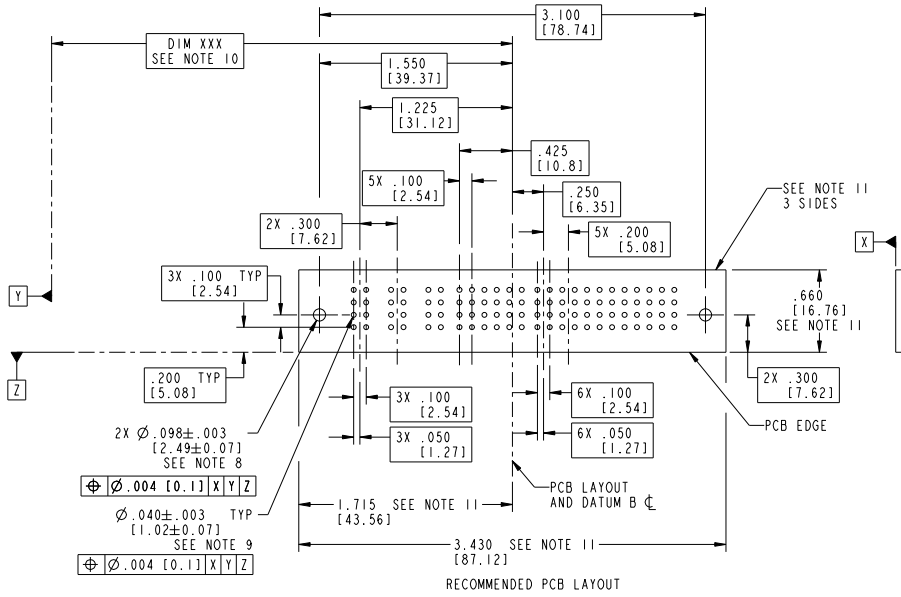 3.100
[78.74]
DIM XXX
SEE NOTE 10
1.550
[39.37]
1.225
[31.12]
.425
[10.8]
5X .100
[2.54]
.250
[6.35]
SEE NOTE 11
3 SIDES
2X .300
[7.62]
5X .200
[5.08]
X
3X .100 TYP
[2.54]
Y
.660
[16.76]
SEE NOTE 11
Z
.200 TYP
[5.08]
3X .100
[2.54]
6X .100
[2.54]
2X .300
[7.62]
2X Ø.098±.003
[2.49±0.07]
SEE NOTE 8
3X .050
[1.27]
6X .050
[1.27]
PCB EDGE
⌖ Ø.004 [0.1] X Y Z
PCB LAYOUT
AND DATUM B ℄
1.715 SEE NOTE 11
[43.56]
Ø.040±.003 TYP
[1.02±0.07]
SEE NOTE 9
⌖ Ø.004 [0.1] X Y Z
3.430 SEE NOTE 11
[87.12]
RECOMMENDED PCB LAYOUT